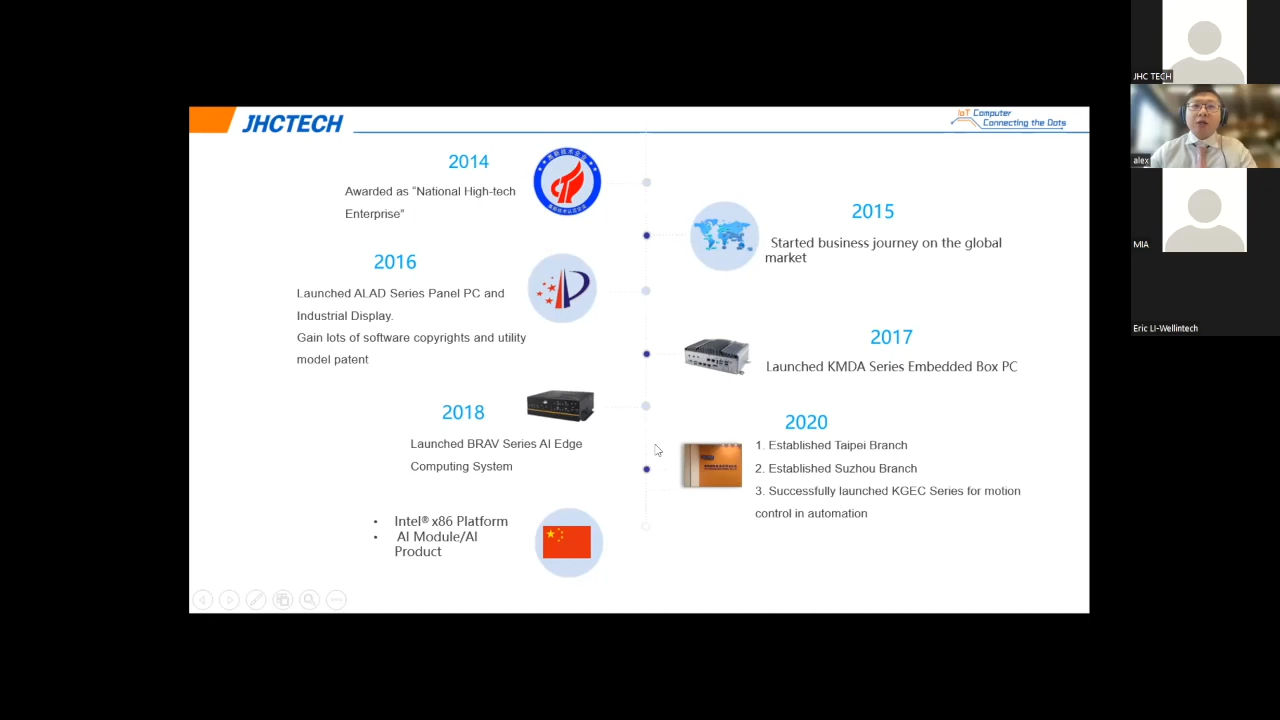 JHCTECH
IoT Computer
Connecting the Dots
2014
Awarded as “National High-tech
Enterprise”
2015
Started business journey on the global
market
2016
Launched ALAD Series Panel PC and
Industrial Display.
Gain lots of software copyrights and utility
model patent
2017
Launched KMDA Series Embedded Box PC
2018
Launched BRAV Series AI Edge
Computing System
2020
1. Established Taipei Branch
2. Established Suzhou Branch
3. Successfully launched KGEC Series for motion
control in automation
• Intel® x86 Platform
• AI Module/AI
Product
JHC TECH
alex
MIA
Eric LI-Wellintech